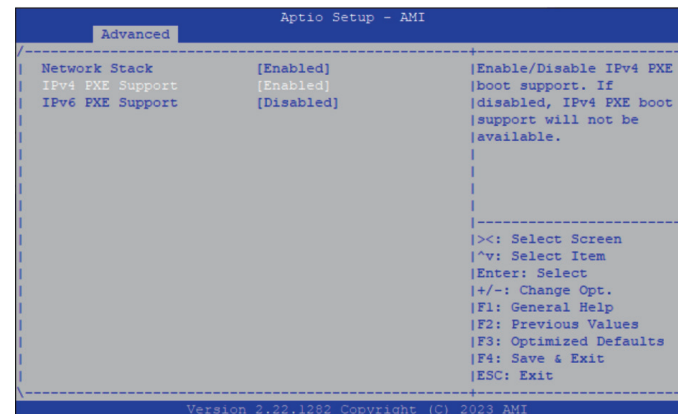 Aptio Setup - AMI
Advanced
Network Stack [Enabled]
IPv4 PXE Support [Enabled]
IPv6 PXE Support [Disabled]
Enable/Disable IPv4 PXE
boot support. If
disabled, IPv4 PXE boot
support will not be
available.
><: Select Screen
^v: Select Item
Enter: Select
+/-: Change Opt.
F1: General Help
F2: Previous Values
F3: Optimized Defaults
F4: Save & Exit
ESC: Exit
Version 2.22.1282 Copyright (C) 2023 AMI